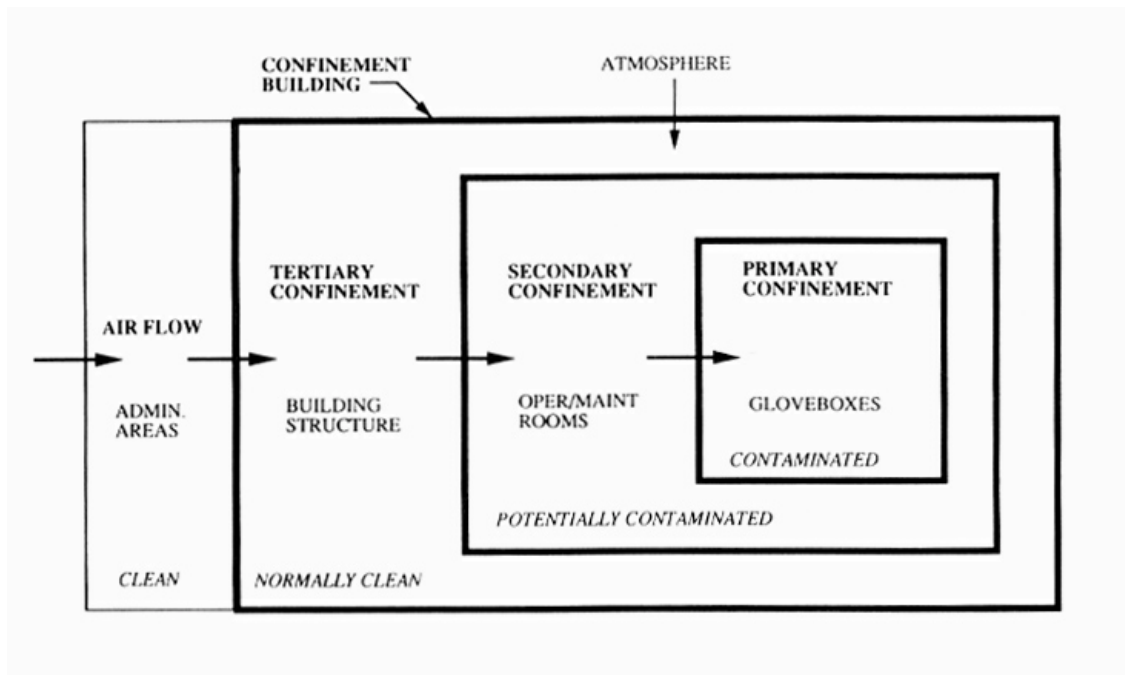 CONFINEMENT
BUILDING
ATMOSPHERE
TERTIARY
CONFINEMENT
SECONDARY
CONFINEMENT
PRIMARY
CONFINEMENT
AIR FLOW
ADMIN.
AREAS
BUILDING
STRUCTURE
OPER/MAINT
ROOMS
GLOVEBOXES
CONTAMINATED
POTENTIALLY CONTAMINATED
CLEAN
NORMALLY CLEAN